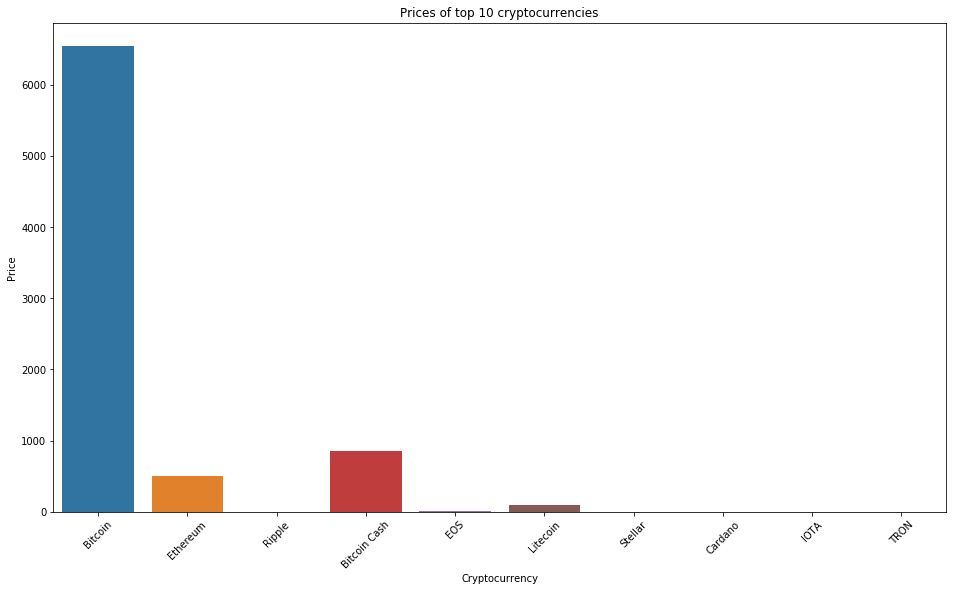 Prices of top 10 cryptocurrencies
Price
6000
5000
4000
3000
2000
1000
0
Bitcoin
Ethereum
Ripple
Bitcoin Cash
EOS
Litecoin
Stellar
Cardano
IOTA
TRON
Cryptocurrency